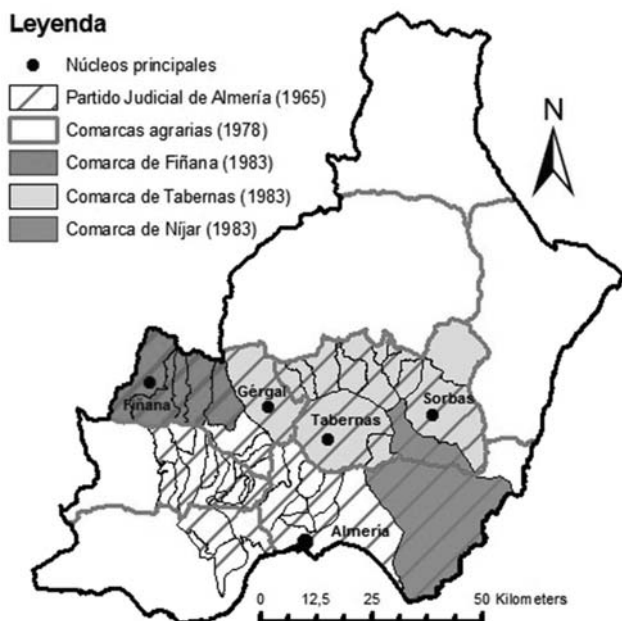 Leyenda
Núcleos principales
Partido Judicial de Almería (1965)
Comarcas agrarias (1978)
Comarca de Fiñana (1983)
Comarca de Tabernas (1983)
Comarca de Níjar (1983)
N
Fiñana
Gérgal
Tabernas
Sorbas
Almería
0 12,5 25 50 Kilometers